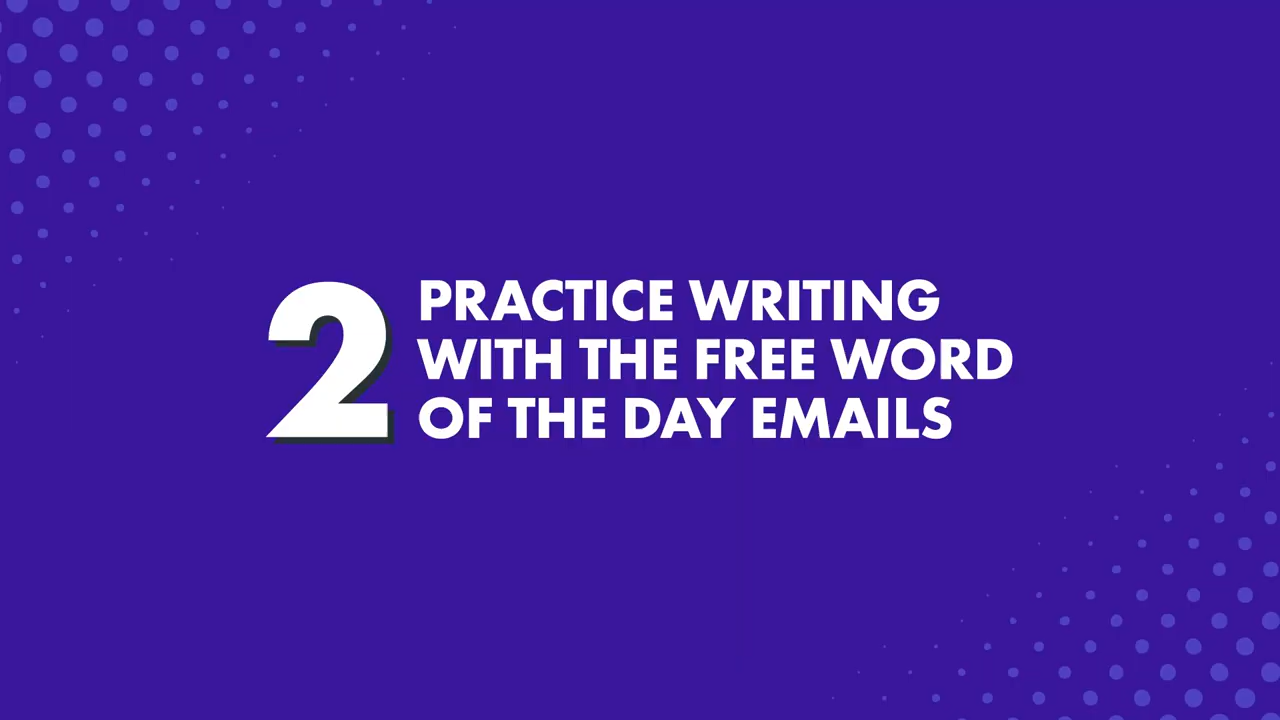 2
PRACTICE WRITING
WITH THE FREE WORD
OF THE DAY EMAILS